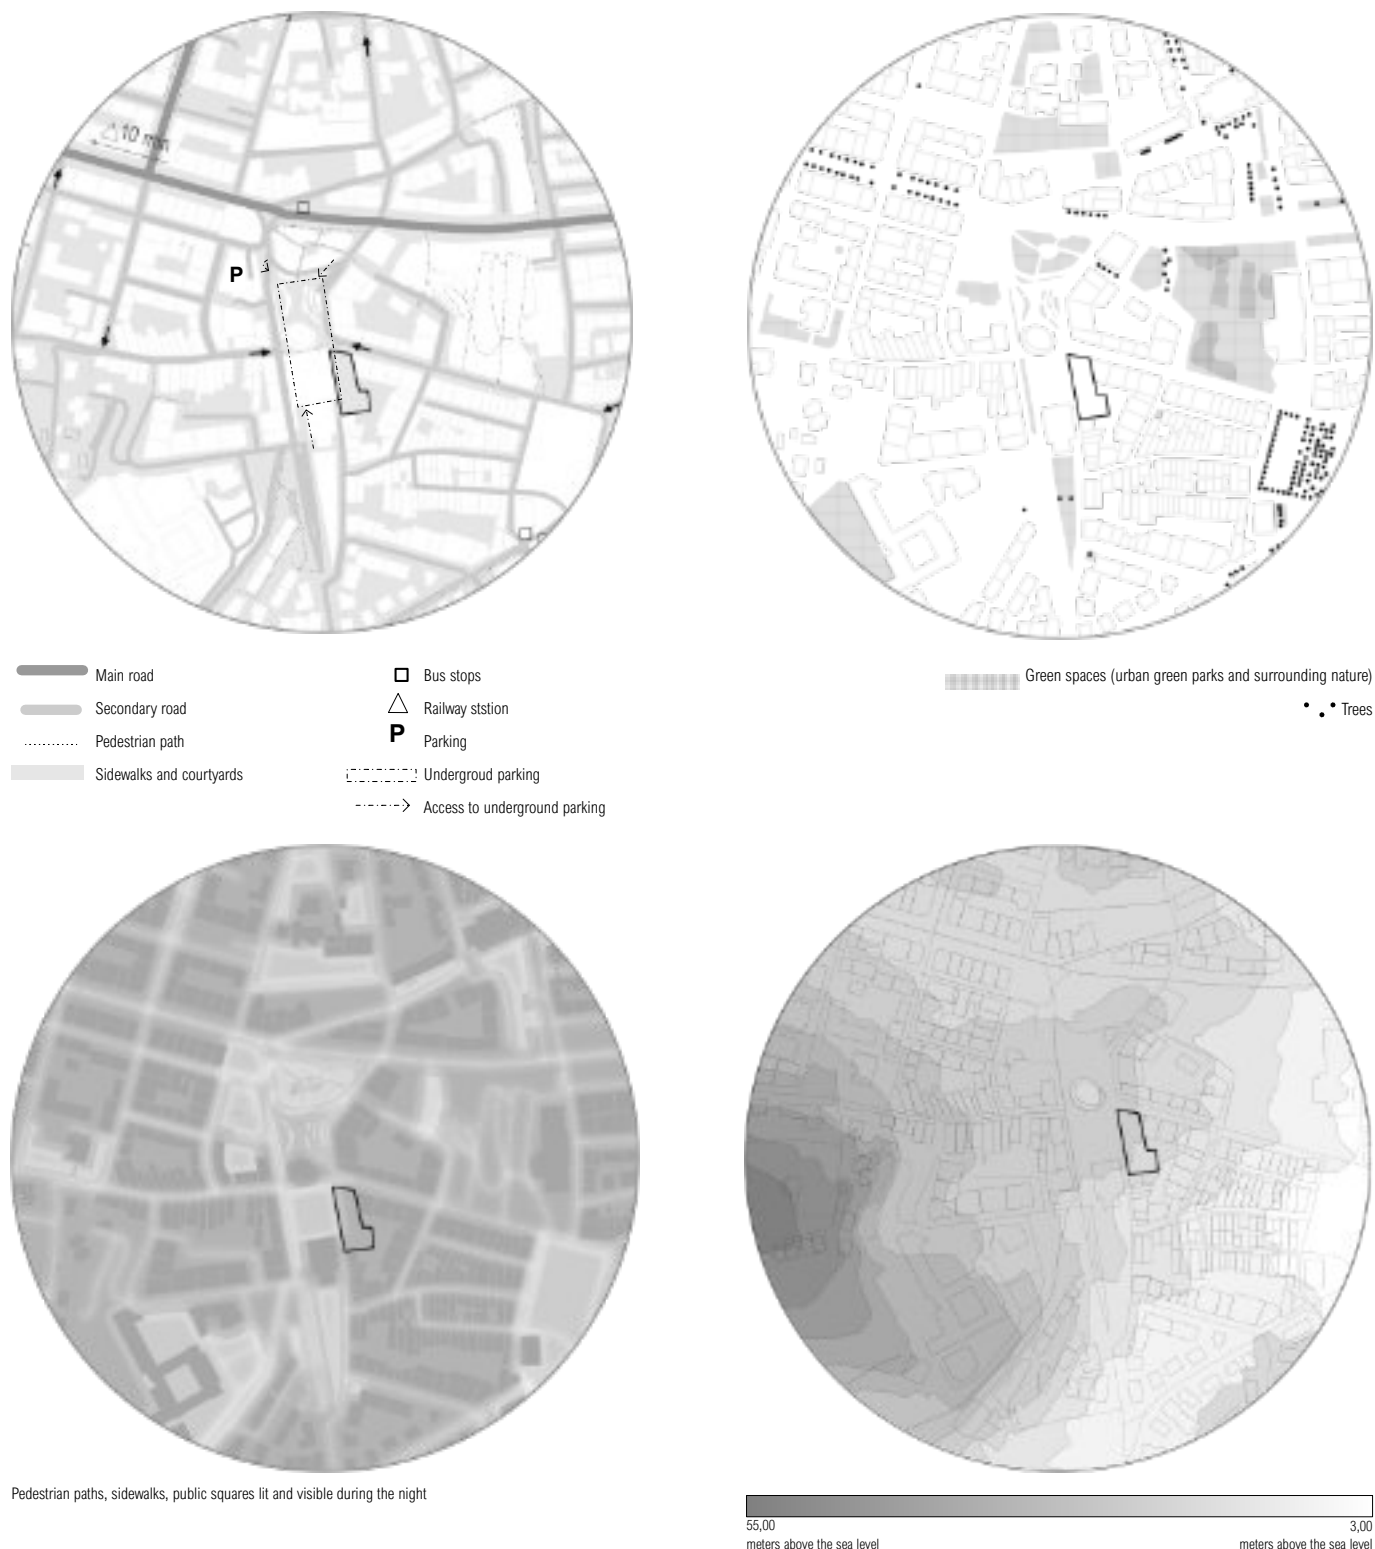 △10 min
P
Main road
Secondary road
Pedestrian path
Sidewalks and courtyards
Bus stops
Railway ststion
P Parking
Undergroud parking
Access to underground parking
Green spaces (urban green parks and surrounding nature)
Trees
Pedestrian paths, sidewalks, public squares lit and visible during the night
55,00
meters above the sea level
3,00
meters above the sea level